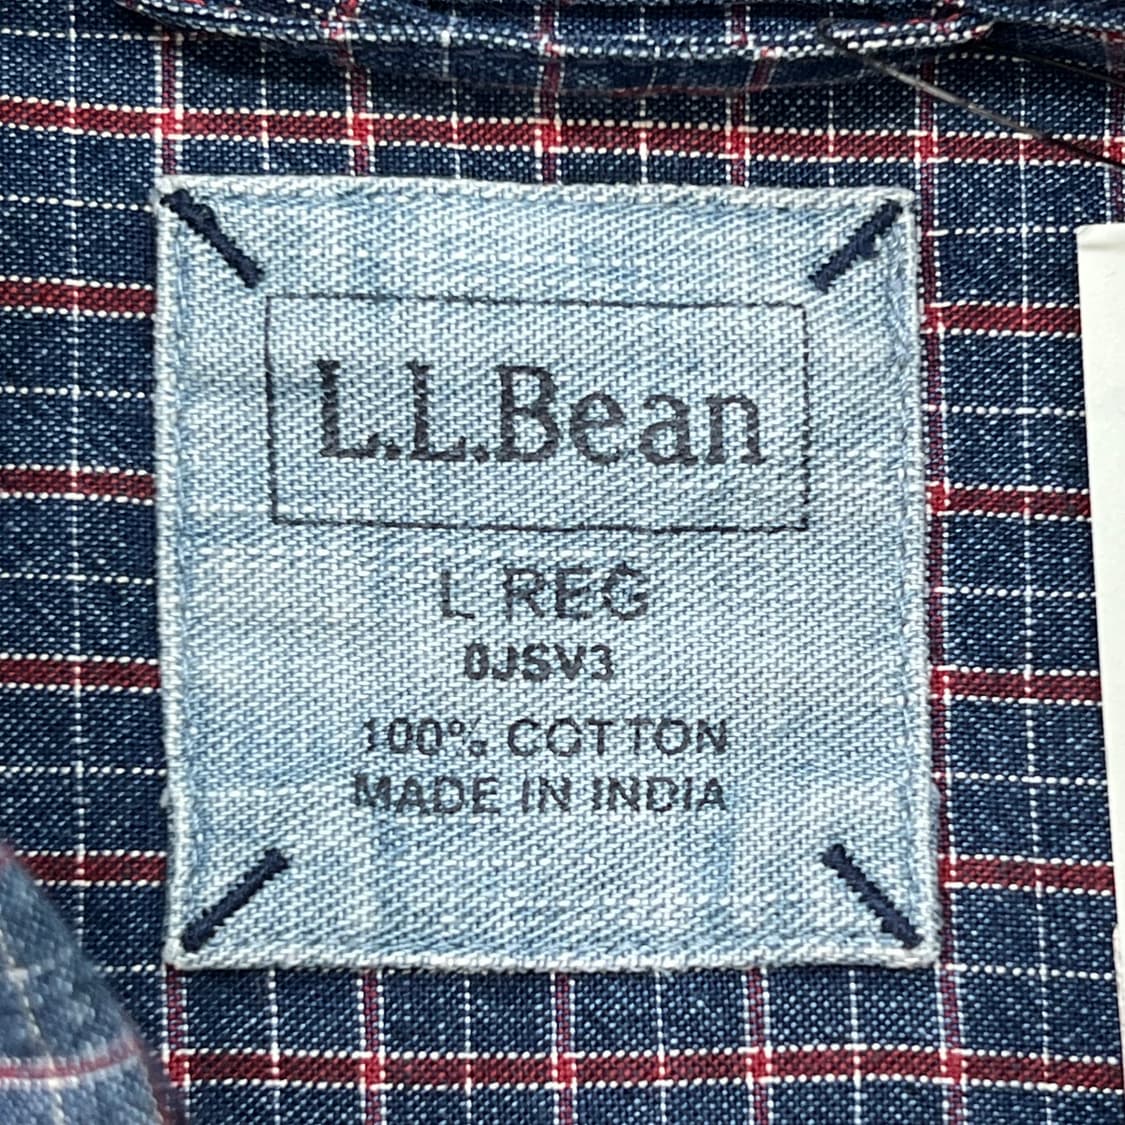 L.L.Bean
L REG
0JSV3
100% COTTON
MADE IN INDIA